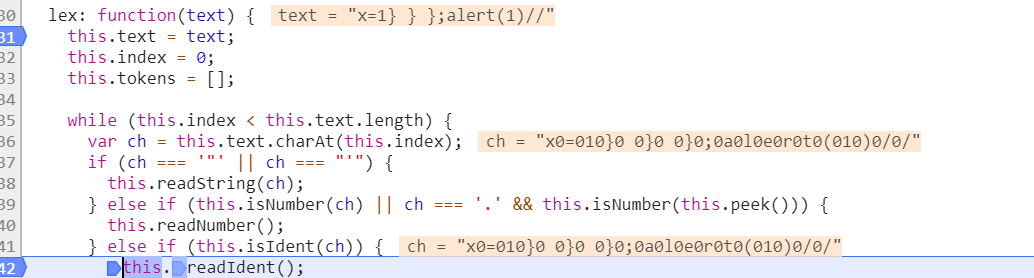 30 lex: function(text) { text = "x=1} } };alert(1)//"
31 this.text = text;
32 this.index = 0;
33 this.tokens = [];
34
35 while (this.index < this.text.length) {
36 var ch = this.text.charAt(this.index); ch = "x0=010}0 0}0 0};0a0l0e0r0t0(010)0/0/"
37 if (ch === '"' || ch === "'") {
38 this.readString(ch);
39 } else if (this.isNumber(ch) || ch === '.' && this.isNumber(this.peek())) {
40 this.readNumber();
41 } else if (this.isIdent(ch)) { ch = "x0=010}0 0}0 0}0;0a0l0e0r0t0(010)0/0/"
42 this.readIdent();